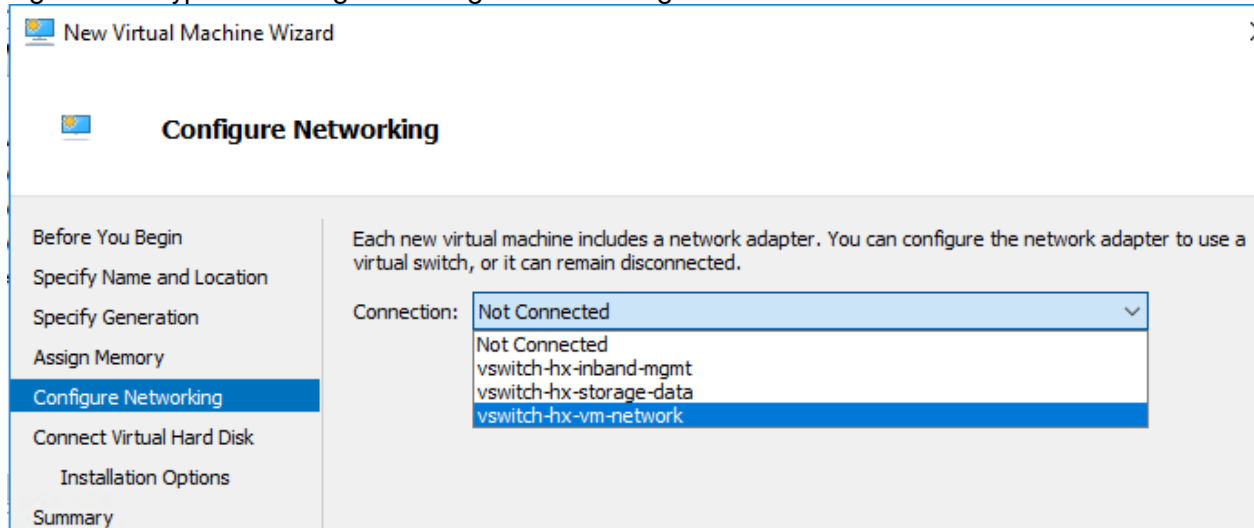 New Virtual Machine Wizard
Configure Networking
Before You Begin
Specify Name and Location
Specify Generation
Assign Memory
Configure Networking
Connect Virtual Hard Disk
Installation Options
Summary
Each new virtual machine includes a network adapter. You can configure the network adapter to use a
virtual switch, or it can remain disconnected.
Connection: Not Connected
Not Connected
vswitch-hx-inband-mgmt
vswitch-hx-storage-data
vswitch-hx-vm-network